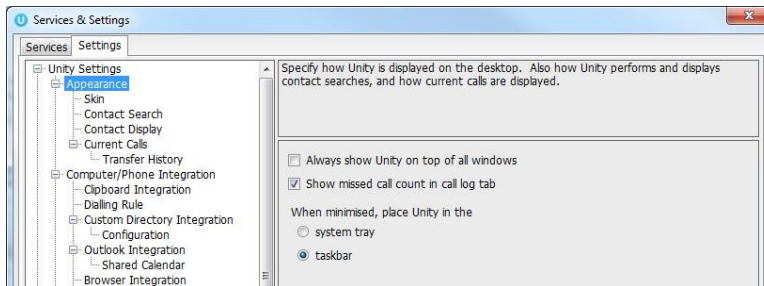 Services & Settings
Services
Settings
Unity Settings
Appearance
Skin
Contact Search
Contact Display
Current Calls
Transfer History
Computer/Phone Integration
Clipboard Integration
Dialling Rule
Custom Directory Integration
Configuration
Outlook Integration
Shared Calendar
Browser Integration
Specify how Unity is displayed on the desktop. Also how Unity performs and displays
contact searches, and how current calls are displayed.
Always show Unity on top of all windows
Show missed call count in call log tab
When minimised, place Unity in the
system tray
taskbar